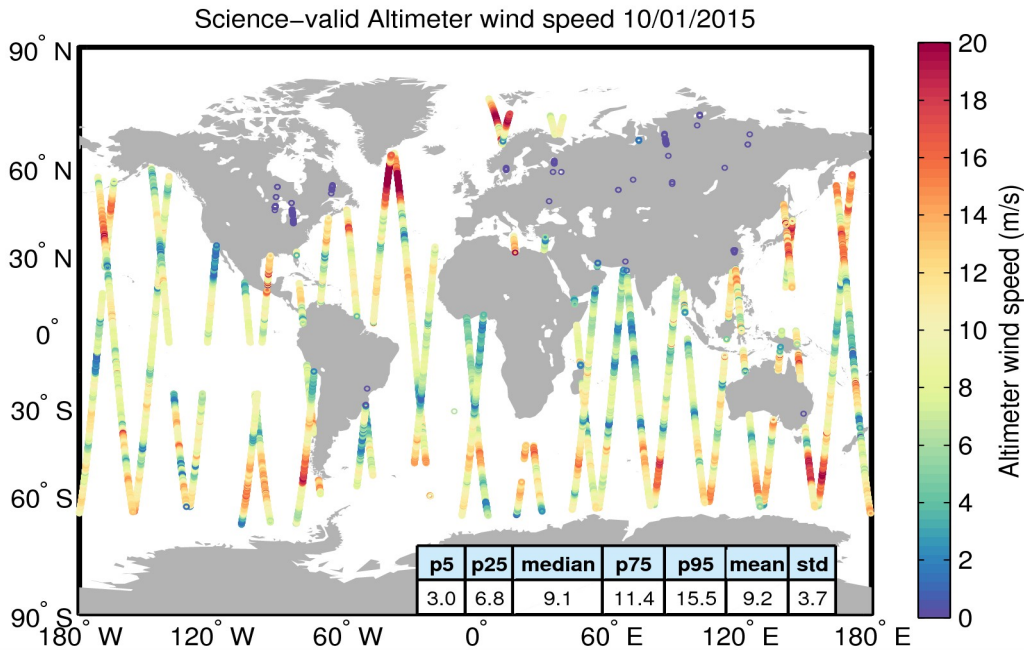 Science−valid Altimeter wind speed 10/01/2015
90° N
60° N
30° N
0°
30° S
60° S
90° S
180° W 120° W 60° W 0° 60° E 120° E 180° E
p5 p25 median p75 p95 mean std
3.0 6.8 9.1 11.4 15.5 9.2 3.7
20
18
16
14
12
10
8
6
4
2
0
Altimeter wind speed (m/s)